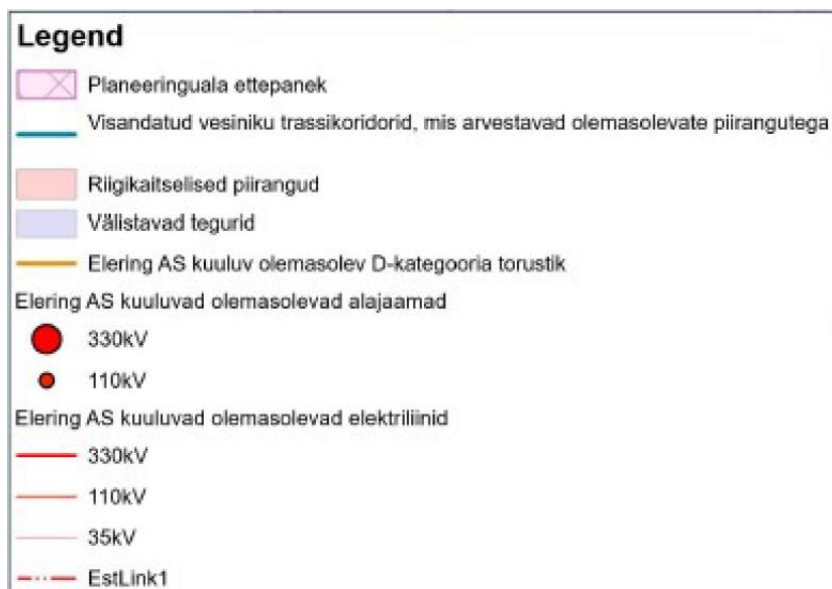 Legend
Planeeringuala ettepanek
Visandatud vesiniku trassikoridorid, mis arvestavad olemasolevate piirangutega
Riigikaitselised piirangud
Välistavad tegurid
Elering AS kuuluv olemasolev D-kategooria torustik
Elering AS kuuluvad olemasolevad alajaamad
330kV
110kV
Elering AS kuuluvad olemasolevad elektriliinid
330kV
110kV
35kV
EstLink1